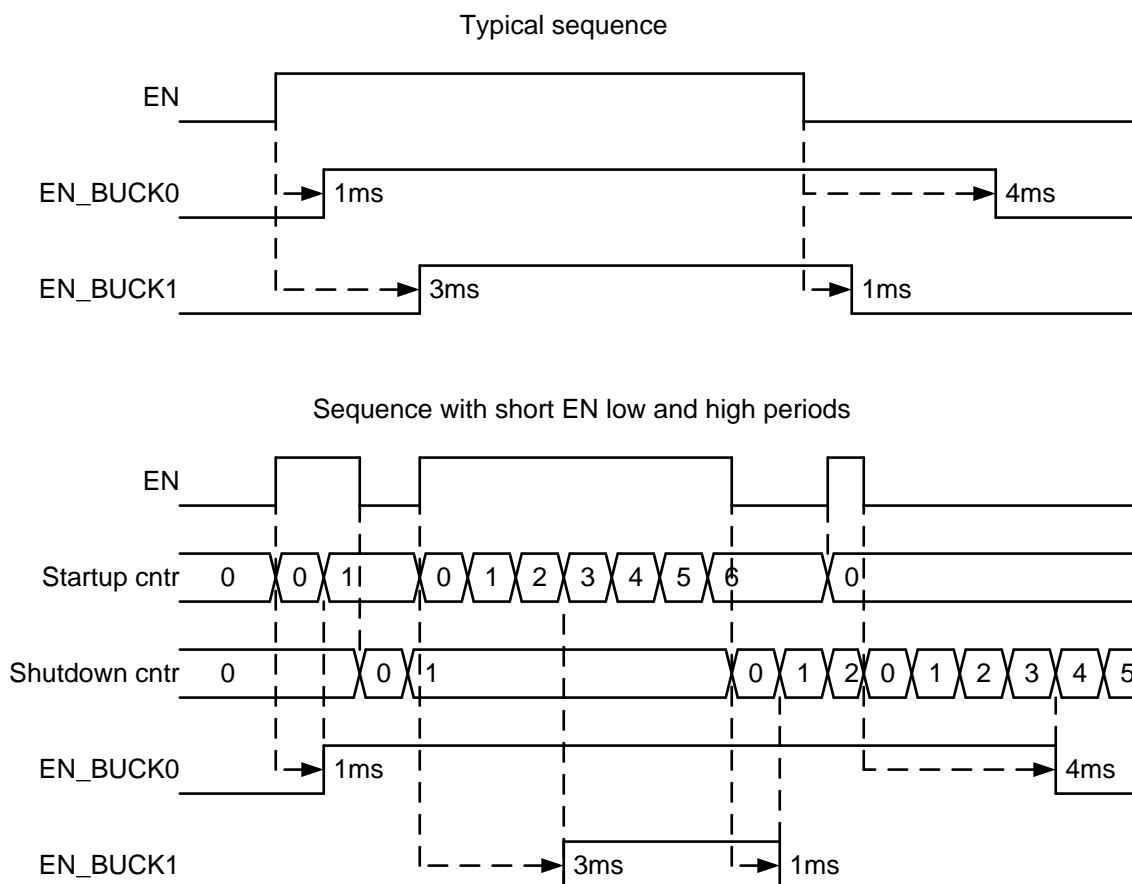 Typical sequence
EN
EN_BUCK0 1ms 4ms
EN_BUCK1 3ms 1ms
Sequence with short EN low and high periods
EN
Startup cntr 0 0 1 0 1 2 3 4 5 6 0
Shutdown cntr 0 0 1 0 1 2 0 1 2 3 4 5
EN_BUCK0 1ms 4ms
EN_BUCK1 3ms 1ms